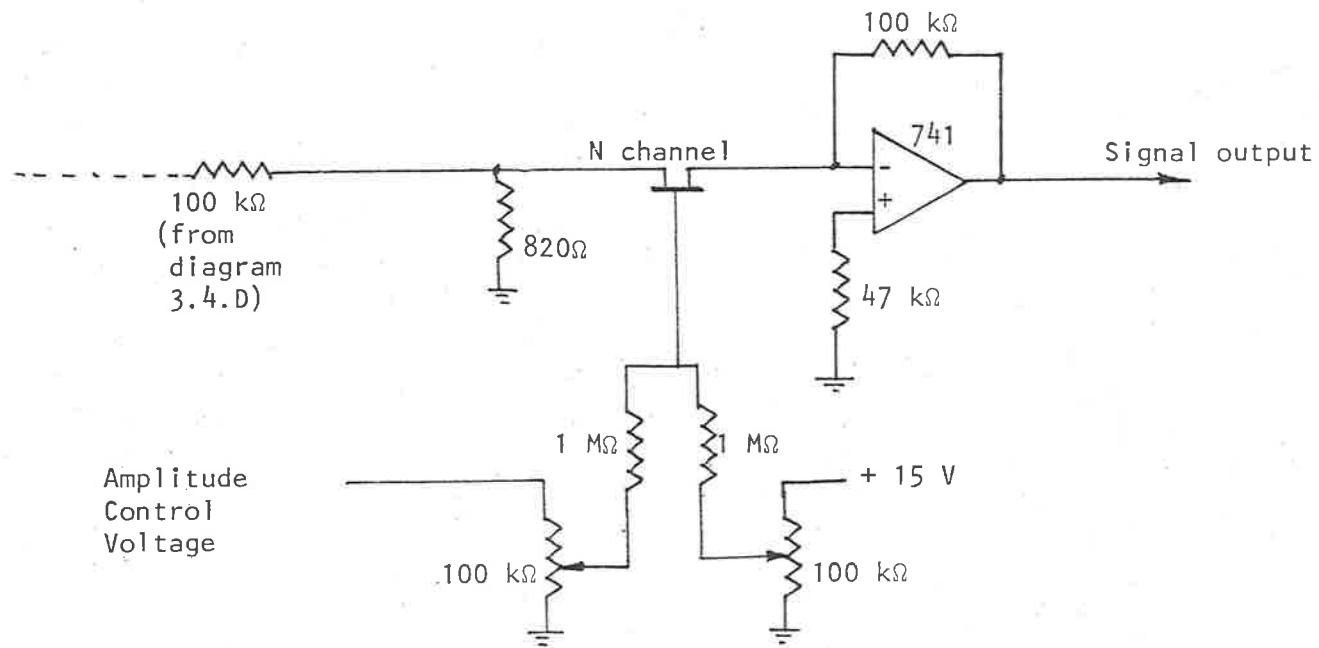 100 kΩ
741
N channel
Signal output
-
+
100 kΩ
(from
diagram
3.4.D)
820Ω
47 kΩ
1 MΩ
1 MΩ
Amplitude
Control
Voltage
+ 15 V
100 kΩ
100 kΩ